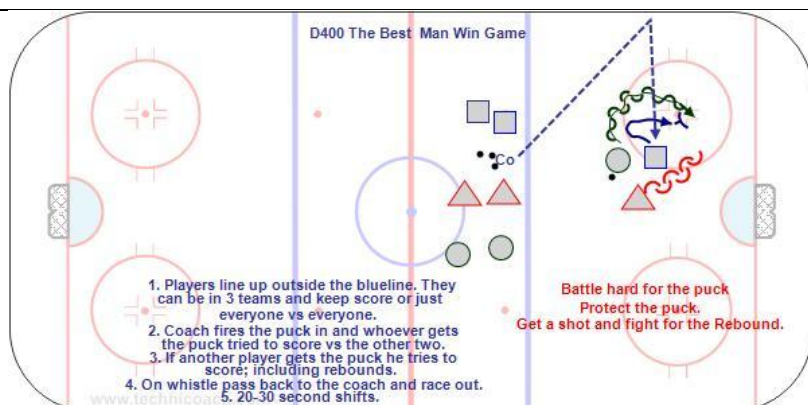 D400 The Best Man Win Game
Co
1. Players line up outside the blueline. They
can be in 3 teams and keep score or just
everyone vs everyone.
2. Coach fires the puck in and whoever gets
the puck tried to score vs the other two.
3. If another player gets the puck he tries to
score; including rebounds.
4. On whistle pass back to the coach and race out.
5. 20-30 second shifts.
Battle hard for the puck
Protect the puck.
Get a shot and fight for the Rebound.